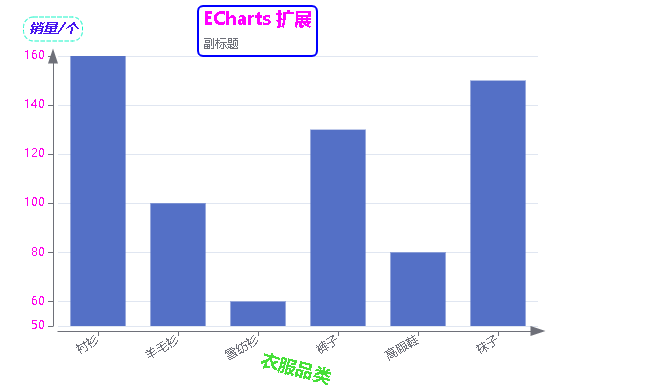 ECharts 扩展
副标题
销量/个
160
140
120
100
80
60
50
衬衫
羊毛衫
雪纺衫
裤子
高跟鞋
袜子
衣服品类